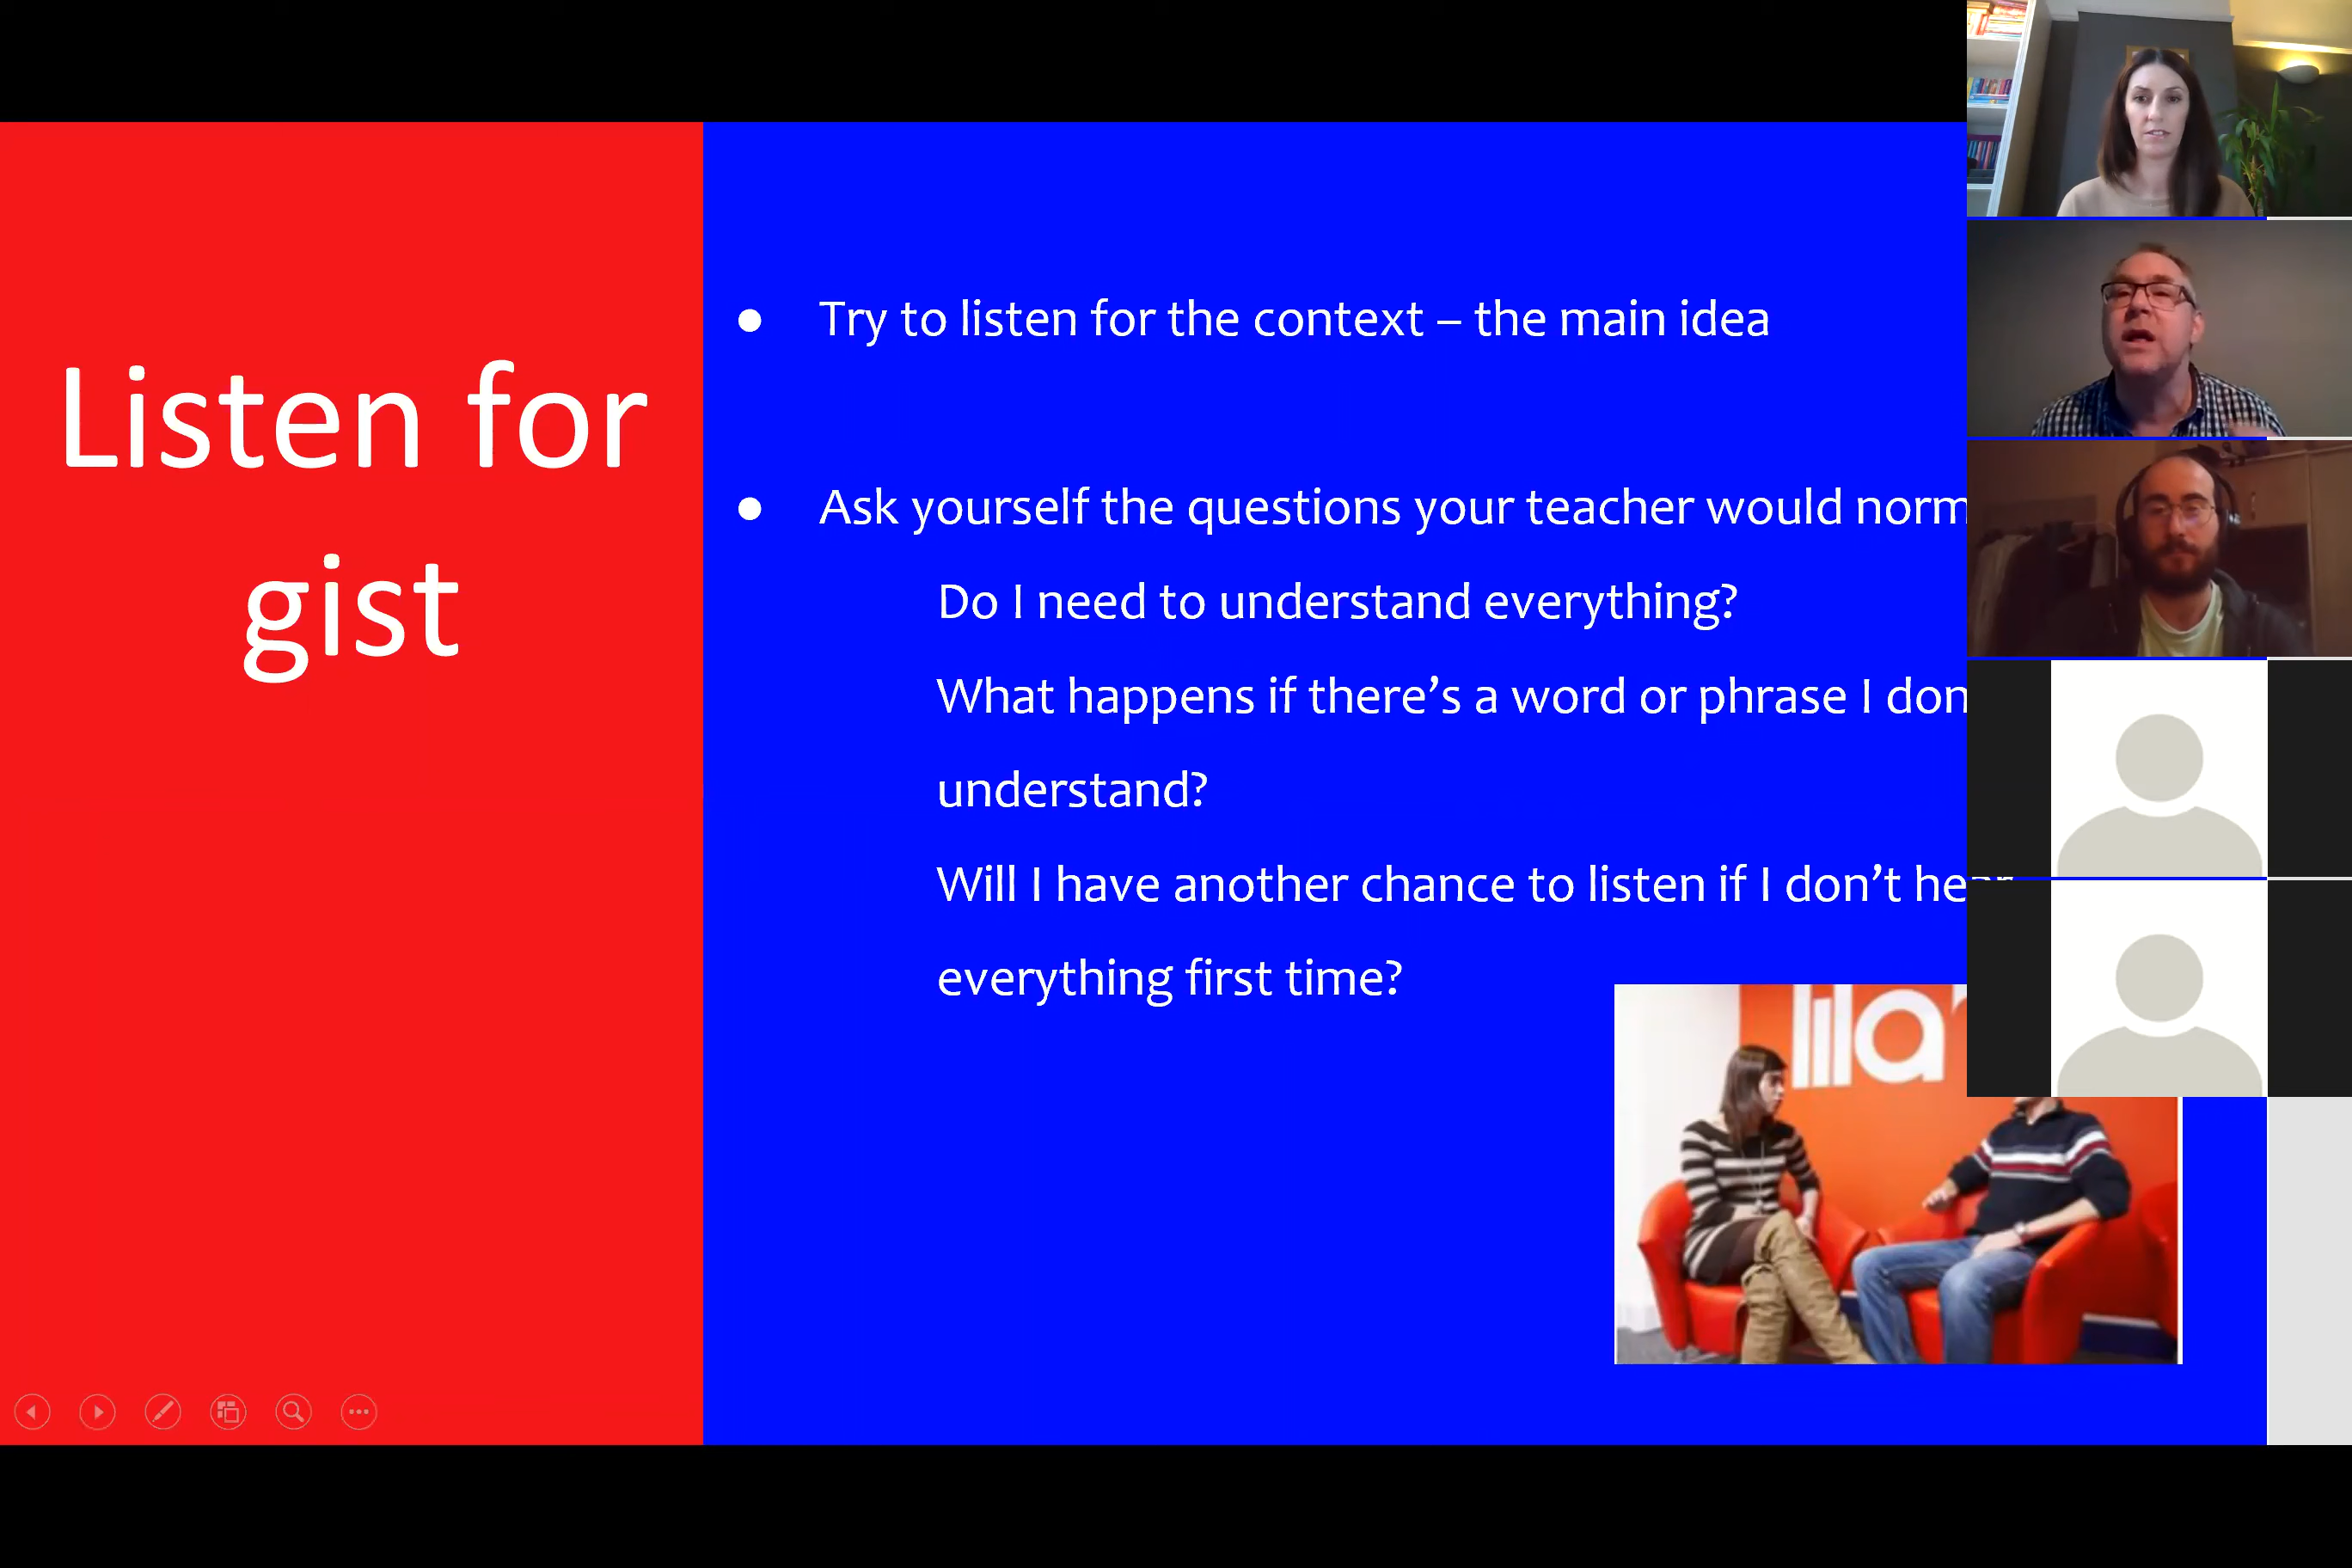 Listen for
gist
● Try to listen for the context – the main idea
● Ask yourself the questions your teacher would norm
Do I need to understand everything?
What happens if there’s a word or phrase I don
understand?
Will I have another chance to listen if I don’t hear
everything first time?
lila